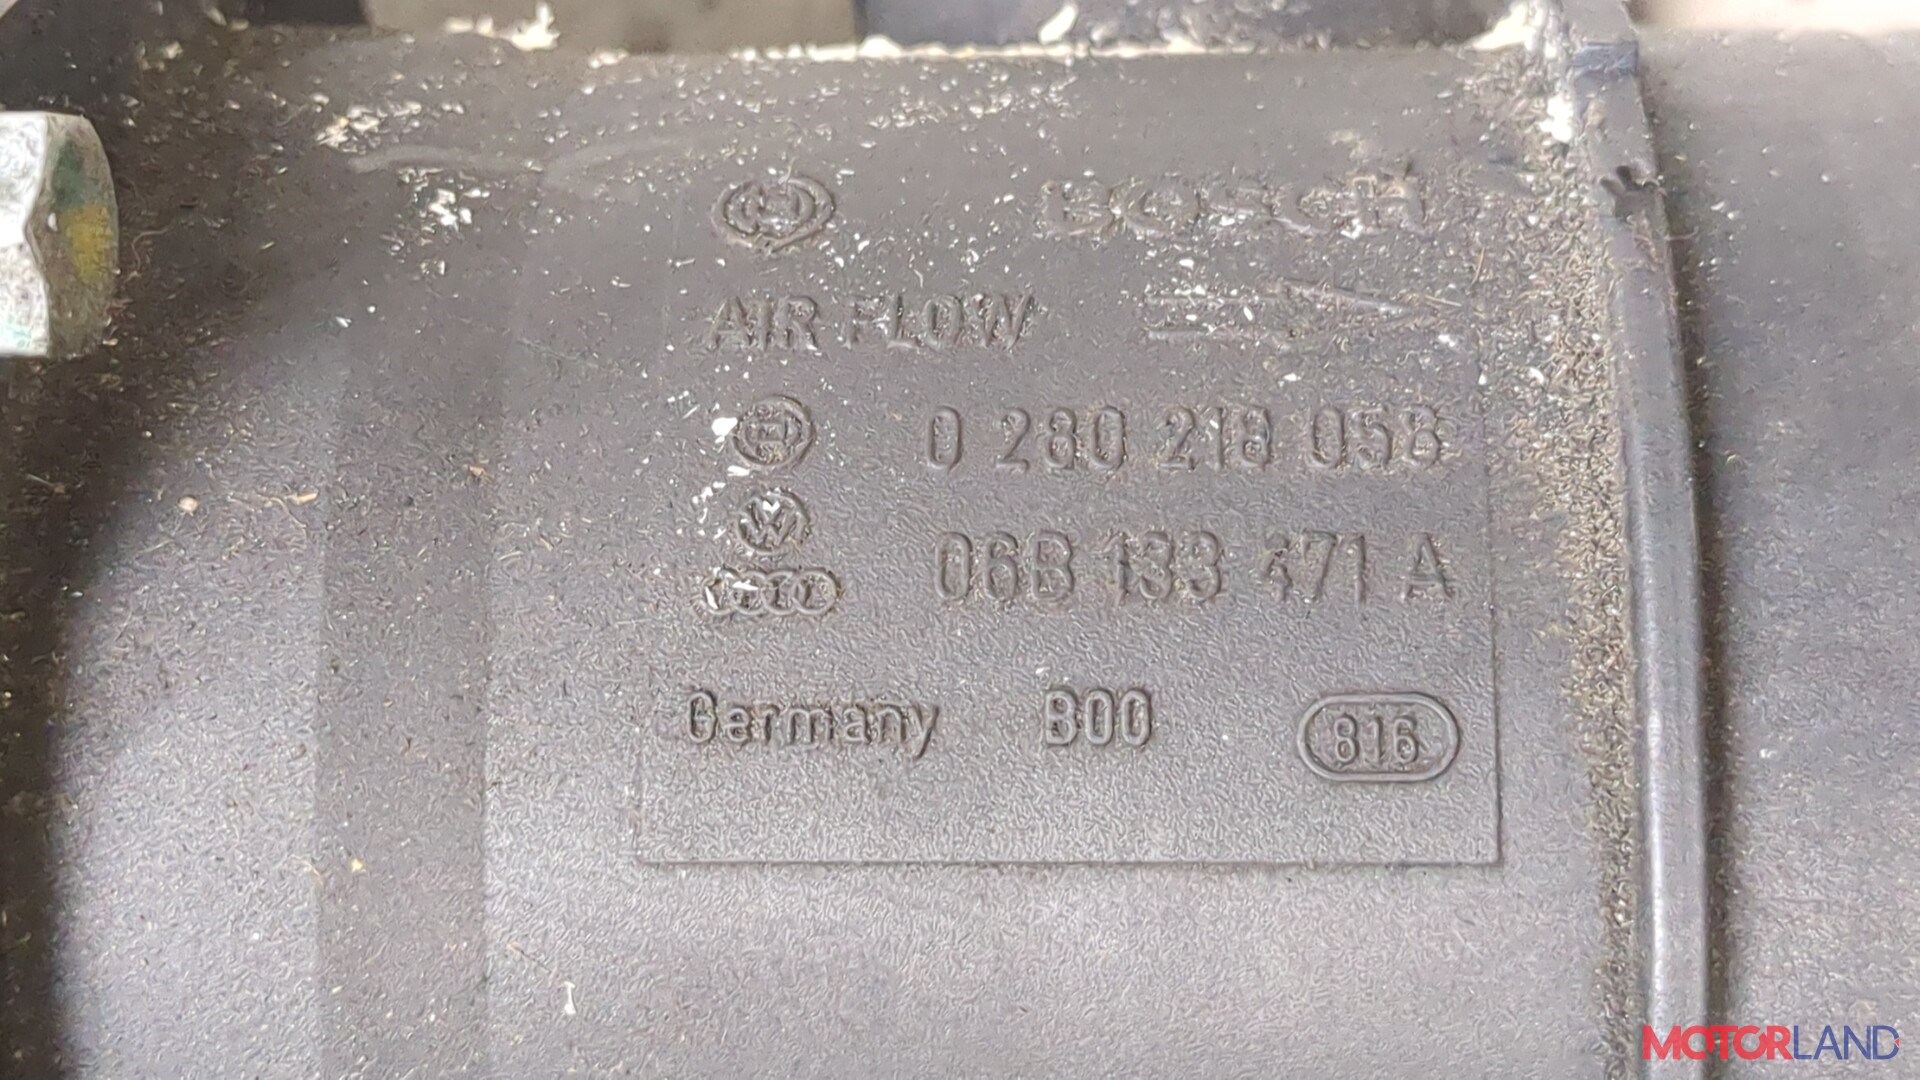 BOSCH
AIR FLOW
0 280 218 058
06B 133 471 A
Germany B00 816
MOTORLAND